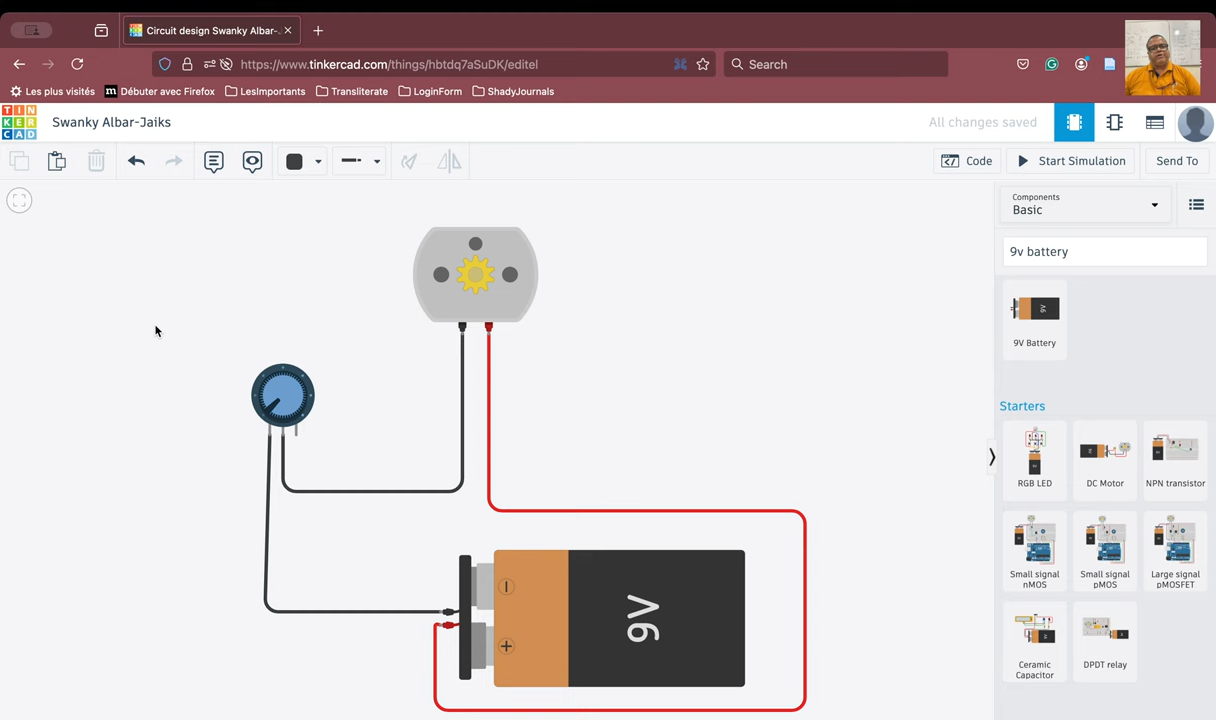 Circuit design Swanky Albar-
https://www.tinkercad.com/things/hbtdq7aSuDK/editel
Search
Les plus visités
m Débuter avec Firefox
LesImportants
Transliterate
LoginForm
ShadyJournals
TIN
KER
CAD
Swanky Albar-Jaiks
All changes saved
Code
Start Simulation
Send To
Components
Basic
9v battery
9V
9V Battery
Starters
RGB LED
DC Motor
NPN transistor
Small signal nMOS
Small signal pMOS
Large signal pMOSFET
Ceramic Capacitor
DPDT relay
9V